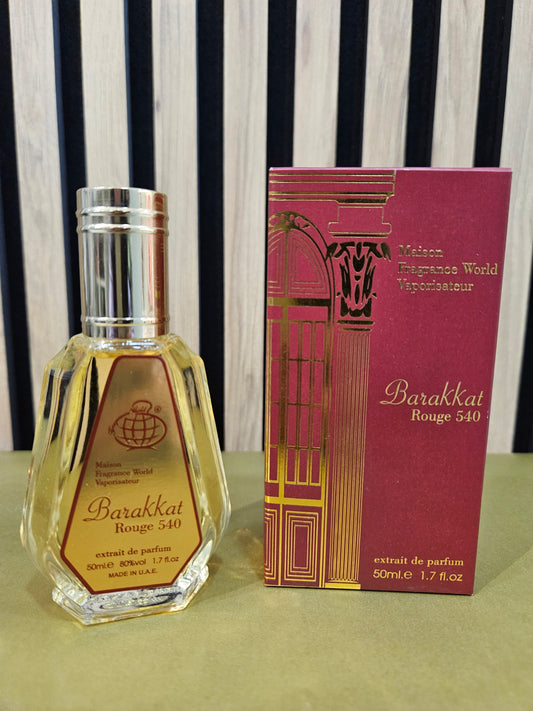 Maison
Fragrance World
Vaporisateur
Barakkat
Rouge 540
extrait de parfum
50ml.e 80%vol 1.7 fl.oz
MADE IN U.A.E.
Maison
Fragrance World
Vaporisateur
Barakkat
Rouge 540
extrait de parfum
50ml.e 1.7 fl.oz